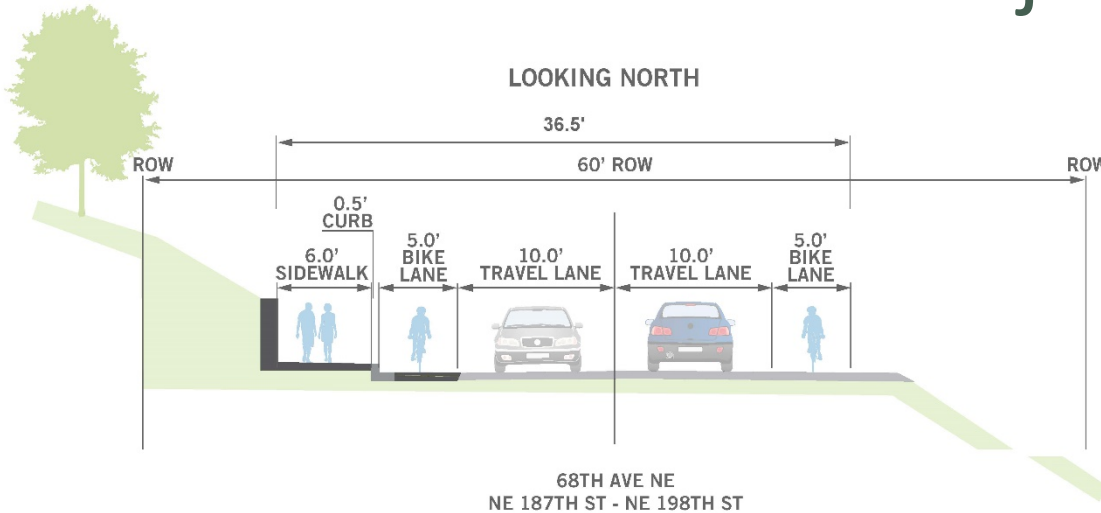 LOOKING NORTH
36.5'
ROW
60' ROW
ROW
0.5'
CURB
6.0'
SIDEWALK
5.0'
BIKE
LANE
10.0'
TRAVEL LANE
10.0'
TRAVEL LANE
5.0'
BIKE
LANE
68TH AVE NE
NE 187TH ST - NE 198TH ST